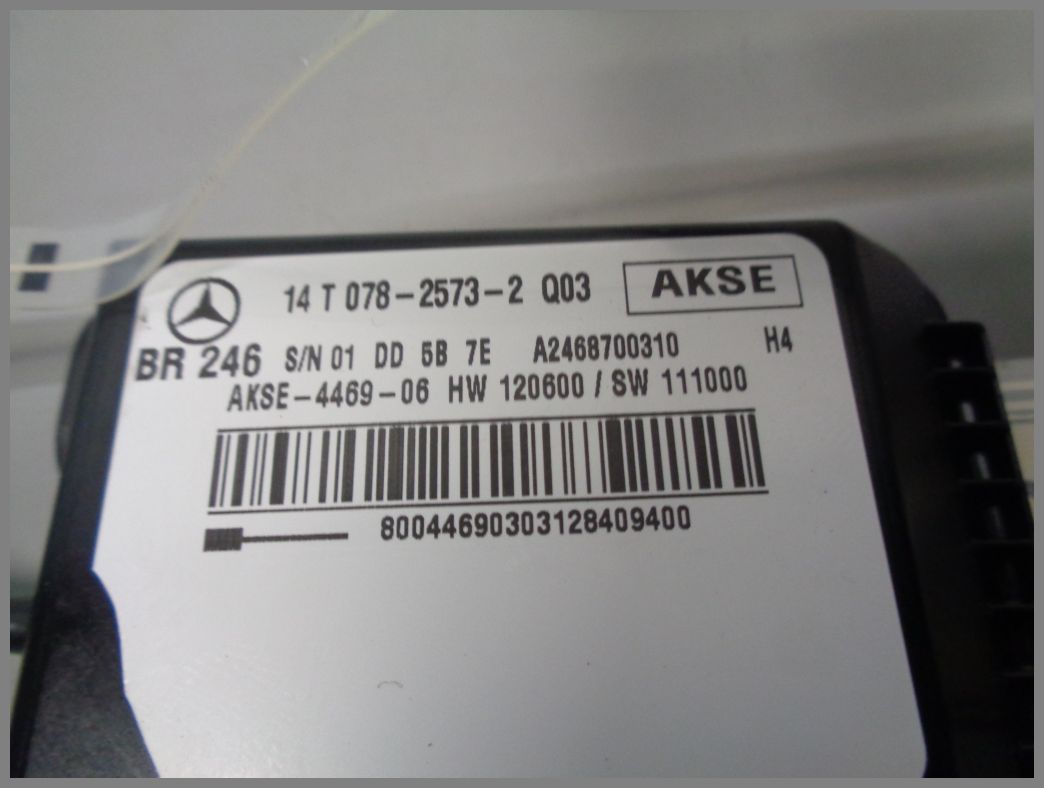 14 T 078-2573-2 Q03 AKSE
BR 246 S/N 01 DD 5B 7E A2468700310 H4
AKSE-4469-06 HW 120600 / SW 111000
80044690303128409400